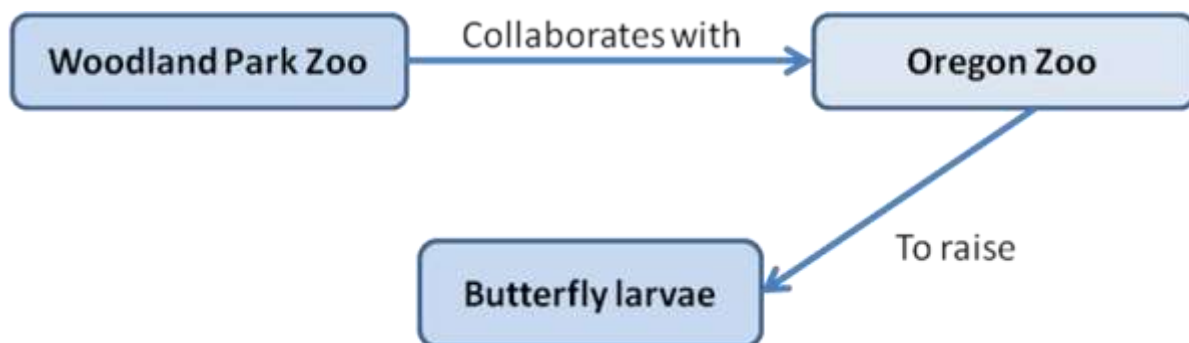 Woodland Park Zoo
Collaborates with
Oregon Zoo
To raise
Butterfly larvae